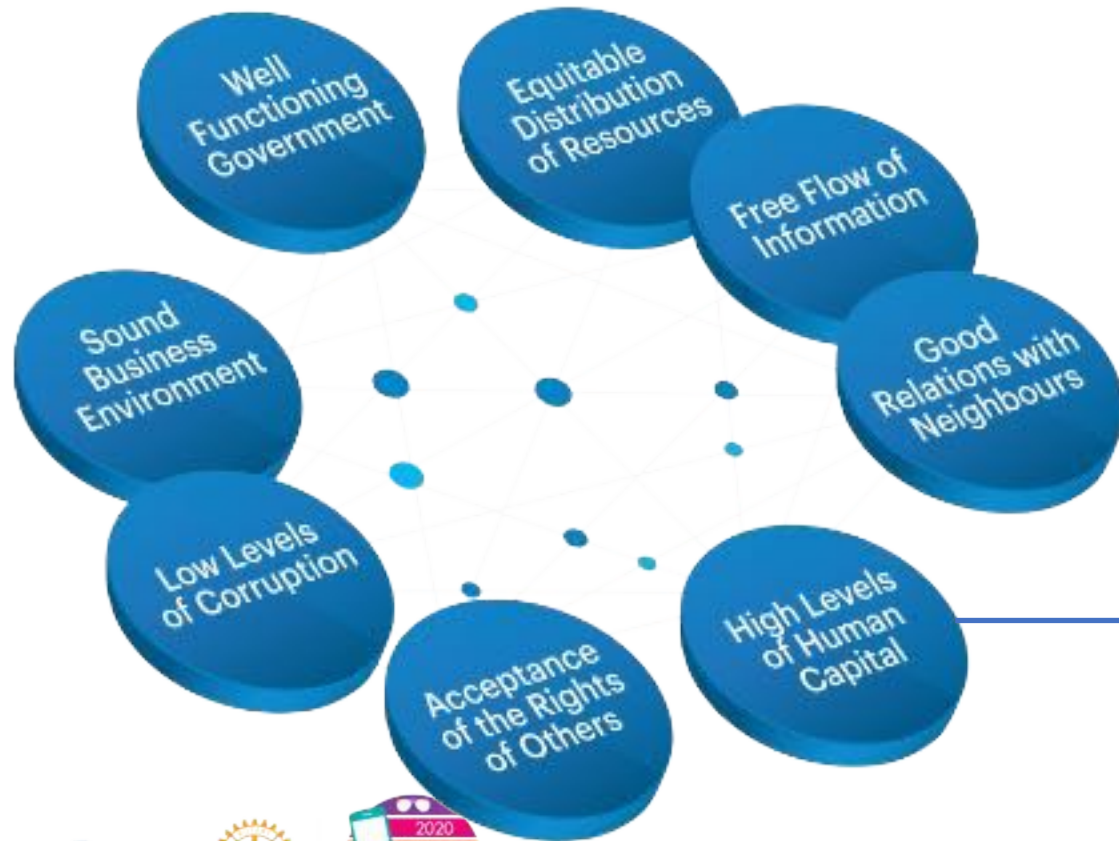 Well
Functioning
Government
Equitable
Distribution
of Resources
Free Flow of
Information
Good
Relations with
Neighbours
Sound
Business
Environment
Low Levels
of Corruption
High Levels
of Human
Capital
Acceptance
of the Rights
of Others
2020